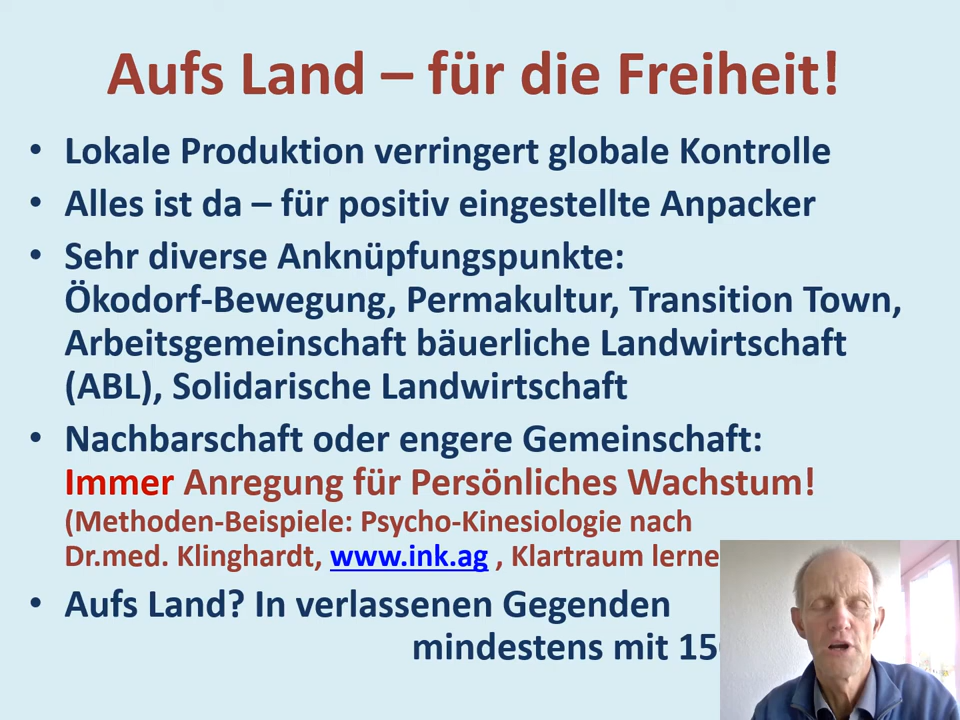 Aufs Land – für die Freiheit!
• Lokale Produktion verringert globale Kontrolle
• Alles ist da – für positiv eingestellte Anpacker
• Sehr diverse Anknüpfungspunkte:
Ökodorf-Bewegung, Permakultur, Transition Town,
Arbeitsgemeinschaft bäuerliche Landwirtschaft
(ABL), Solidarische Landwirtschaft
• Nachbarschaft oder engere Gemeinschaft:
Immer Anregung für Persönliches Wachstum!
(Methoden-Beispiele: Psycho-Kinesiologie nach
Dr.med. Klinghardt, www.ink.ag , Klartraum lerne
• Aufs Land? In verlassenen Gegenden
mindestens mit